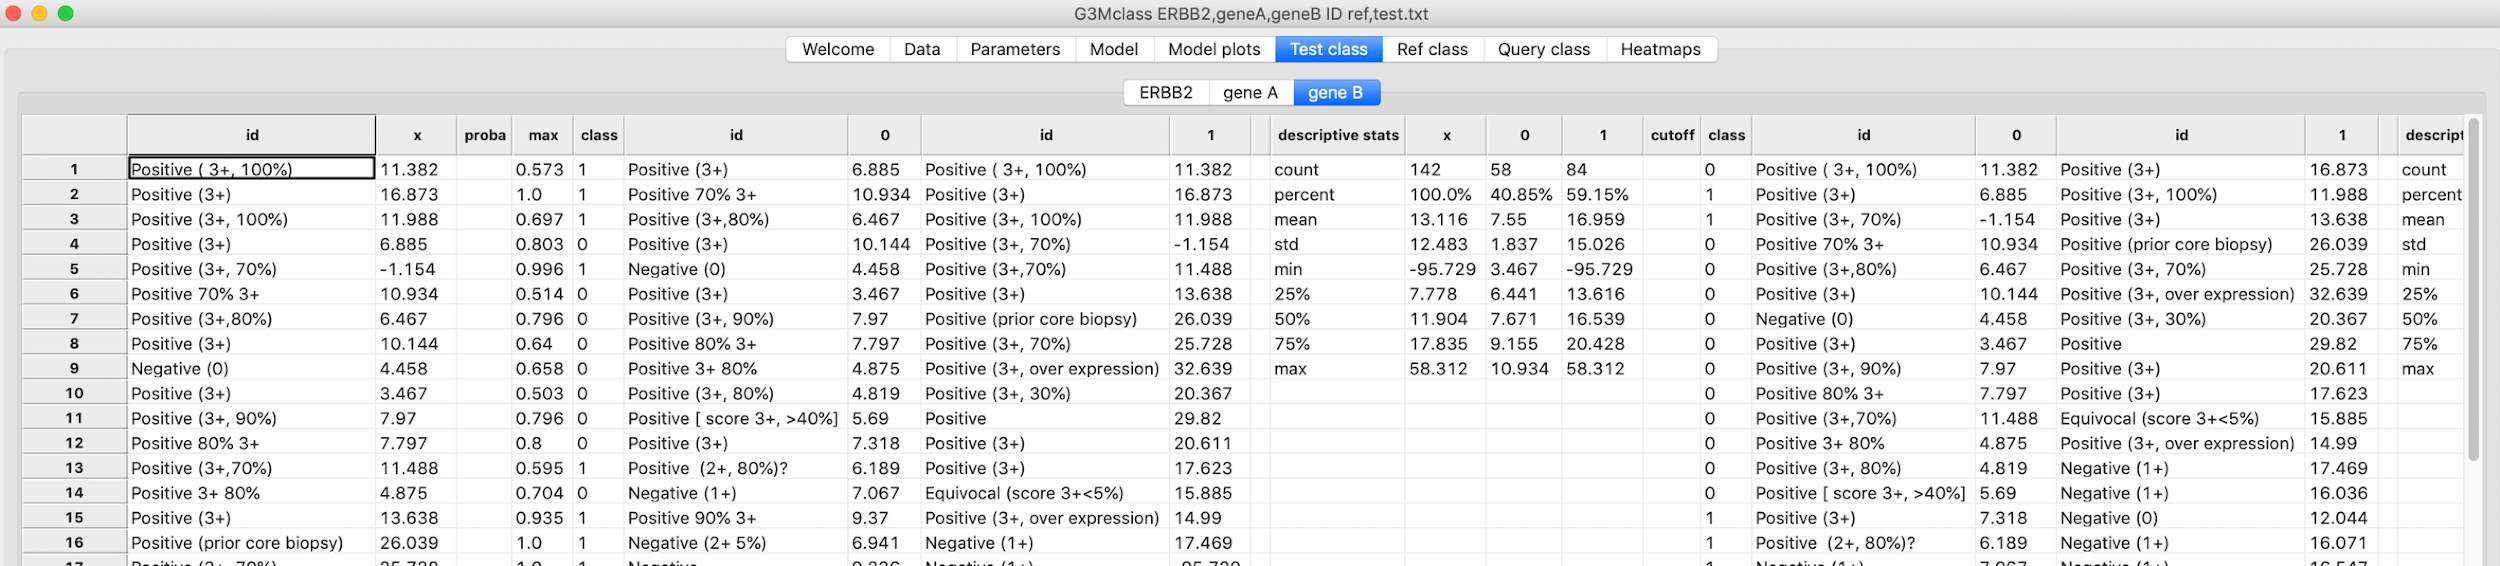 G3Mclass ERBB2,geneA,geneB ID ref,test.txt
Welcome Data Parameters Model Model plots Test class Ref class Query class Heatmaps
ERBB2 gene A gene B
id x proba max class id 0 id 1 descriptive stats x 0 1 cutoff class id 0 id 1 descript
1 Positive ( 3+, 100%) 11.382 0.573 1 Positive (3+) 6.885 Positive ( 3+, 100%) 11.382 count 142 58 84 0 Positive ( 3+, 100%) 11.382 Positive (3+) 16.873 count
2 Positive (3+) 16.873 1.0 1 Positive 70% 3+ 10.934 Positive (3+) 16.873 percent 100.0% 40.85% 59.15% 1 Positive (3+) 6.885 Positive (3+, 100%) 11.988 percent
3 Positive (3+, 100%) 11.988 0.697 1 Positive (3+,80%) 6.467 Positive (3+, 100%) 11.988 mean 13.116 7.55 16.959 1 Positive (3+, 70%) -1.154 Positive (3+) 13.638 mean
4 Positive (3+) 6.885 0.803 0 Positive (3+) 10.144 Positive (3+, 70%) -1.154 std 12.483 1.837 15.026 0 Positive 70% 3+ 10.934 Positive (prior core biopsy) 26.039 std
5 Positive (3+, 70%) -1.154 0.996 1 Negative (0) 4.458 Positive (3+,70%) 11.488 min -95.729 3.467 -95.729 0 Positive (3+,80%) 6.467 Positive (3+, 70%) 25.728 min
6 Positive 70% 3+ 10.934 0.514 0 Positive (3+) 3.467 Positive (3+) 13.638 25% 7.778 6.441 13.616 0 Positive (3+) 10.144 Positive (3+, over expression) 32.639 25%
7 Positive (3+,80%) 6.467 0.796 0 Positive (3+, 90%) 7.97 Positive (prior core biopsy) 26.039 50% 11.904 7.671 16.539 0 Negative (0) 4.458 Positive (3+, 30%) 20.367 50%
8 Positive (3+) 10.144 0.64 0 Positive 80% 3+ 7.797 Positive (3+, 70%) 25.728 75% 17.835 9.155 20.428 0 Positive (3+) 3.467 Positive 29.82 75%
9 Negative (0) 4.458 0.658 0 Positive 3+ 80% 4.875 Positive (3+, over expression) 32.639 max 58.312 10.934 58.312 0 Positive (3+, 90%) 7.97 Positive (3+) 20.611 max
10 Positive (3+) 3.467 0.503 0 Positive (3+, 80%) 4.819 Positive (3+, 30%) 20.367 0 Positive 80% 3+ 7.797 Positive (3+) 17.623
11 Positive (3+, 90%) 7.97 0.796 0 Positive [ score 3+, >40%] 5.69 Positive 29.82 0 Positive (3+,70%) 11.488 Equivocal (score 3+<5%) 15.885
12 Positive 80% 3+ 7.797 0.8 0 Positive (3+) 7.318 Positive (3+) 20.611 0 Positive 3+ 80% 4.875 Positive (3+, over expression) 14.99
13 Positive (3+,70%) 11.488 0.595 1 Positive  (2+, 80%)? 6.189 Positive (3+) 17.623 0 Positive (3+, 80%) 4.819 Negative (1+) 17.469
14 Positive 3+ 80% 4.875 0.704 0 Negative (1+) 7.067 Equivocal (score 3+<5%) 15.885 0 Positive [ score 3+, >40%] 5.69 Negative (1+) 16.036
15 Positive (3+) 13.638 0.935 1 Positive 90% 3+ 9.37 Positive (3+, over expression) 14.99 1 Positive (3+) 7.318 Negative (0) 12.044
16 Positive (prior core biopsy) 26.039 1.0 1 Negative (2+ 5%) 6.941 Negative (1+) 17.469 1 Positive  (2+, 80%)? 6.189 Negative (1+) 16.071